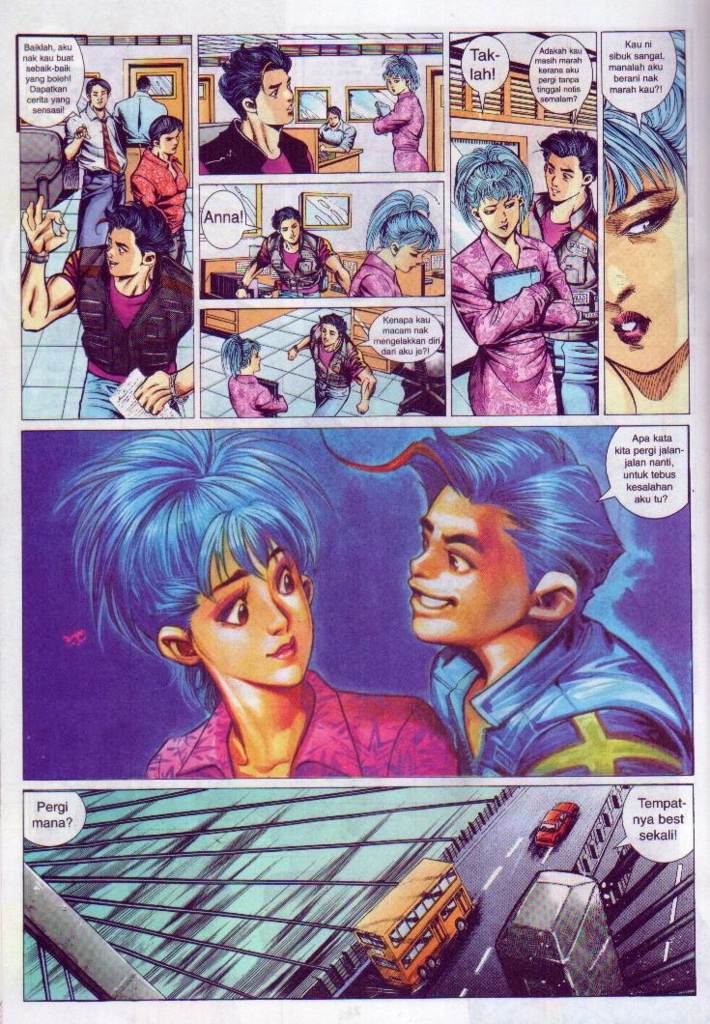 Baiklah, aku
nak kau buat
sebaik-baik
yang boleh!
Dapatkan
cerita yang
sensasi!
Anna!
Kenapa kau
macam nak
mengelakkan diri
dari aku je?!
Tak-
lah!
Adakah kau
masih marah
kerana aku
pergi tanpa
tinggal notis
semalam?
Kau ni
sibuk sangat,
manalah aku
berani nak
marah kau?!
Apa kata
kita pergi jalan-
jalan nanti,
untuk tebus
kesalahan
aku tu?
Pergi
mana?
Tempat-
nya best
sekali!